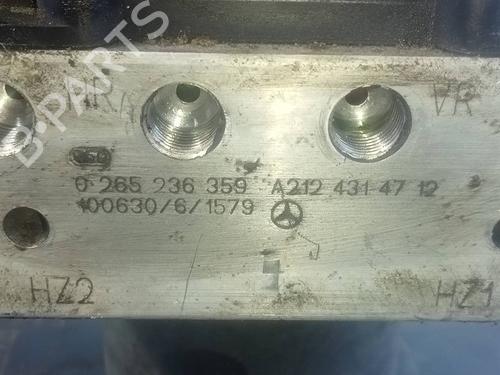 B-PARTS
HR VR
0 265 236 359 A212 431 47 12
100630/6/1579
HZ2 HZ1